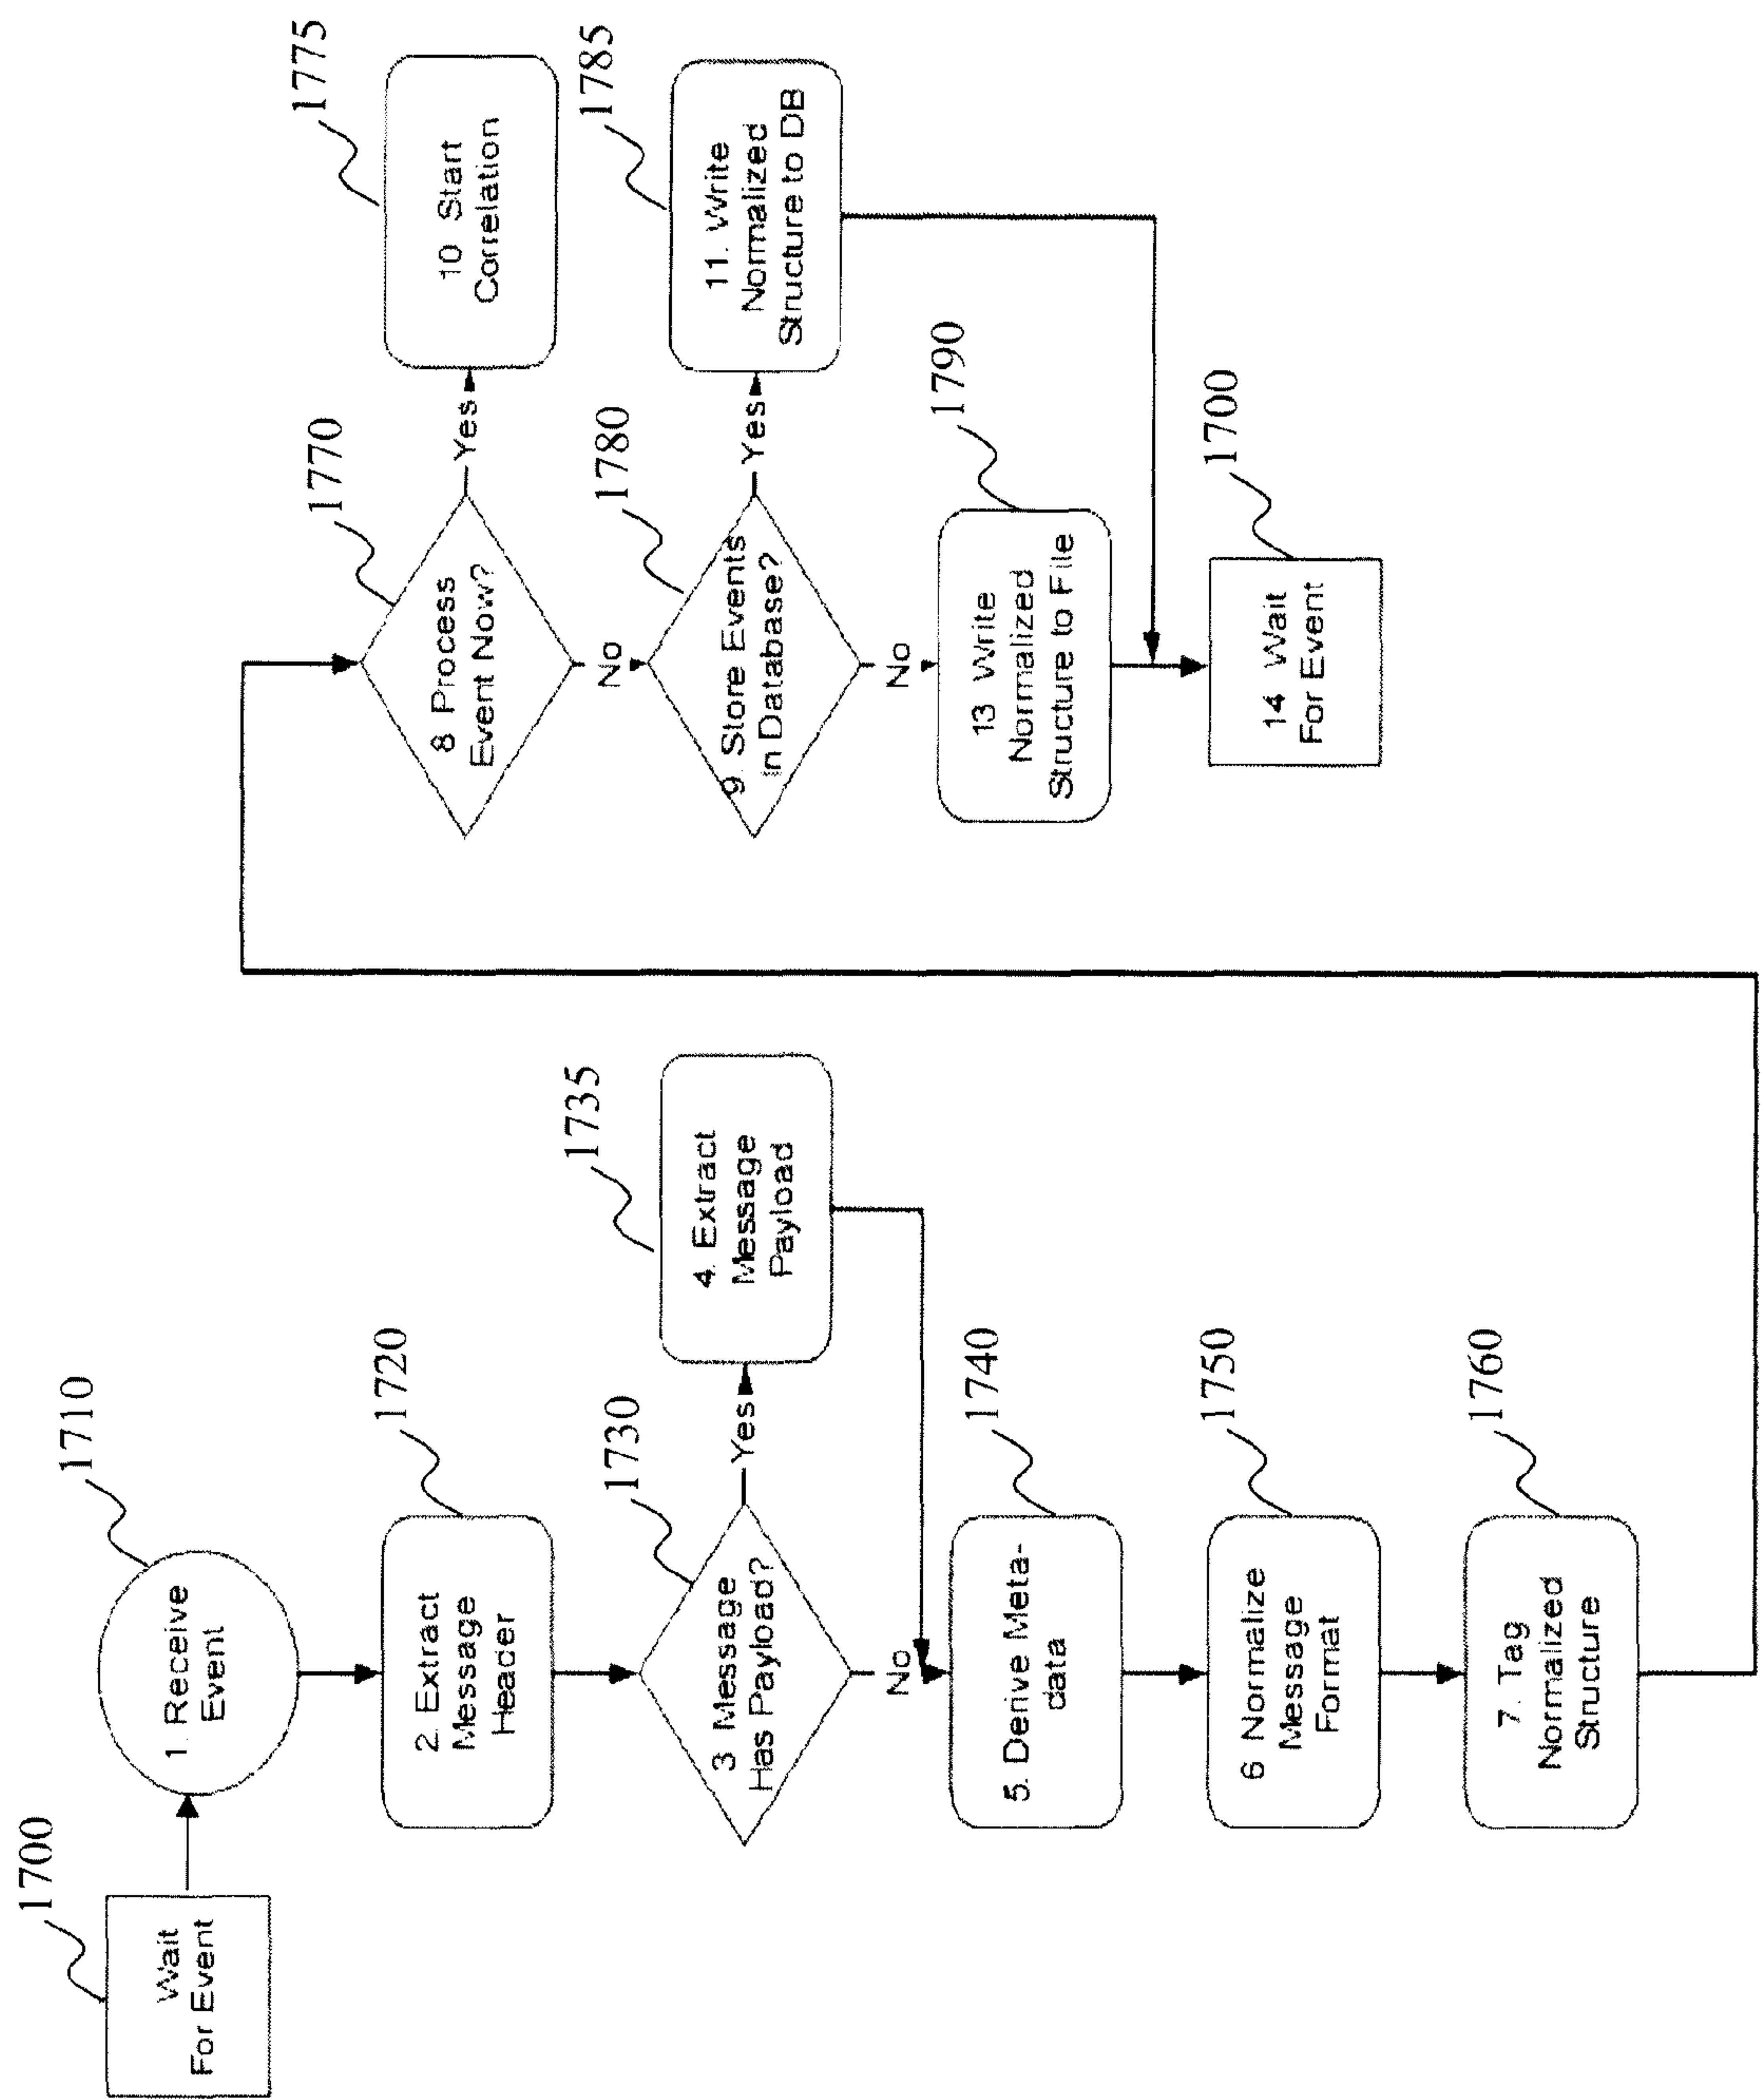 1700
Wait
For Event
1710
1. Receive
Event
1720
2. Extract
Message
Header
1730
3 Message
Has Payload?
Yes
1735
4. Extract
Message
Payload
No
1740
5. Derive Meta-
data
1750
6 Normalize
Message
Format
1760
7. Tag
Normalized
Structure
1770
8 Process
Event Now?
Yes
1775
10 Start
Correlation
No
1780
9. Store Events
in Database?
Yes
1785
11. Write
Normalized
Structure to DB
No
1790
13 Write
Normalized
Structure to File
1700
14 Wait
For Event